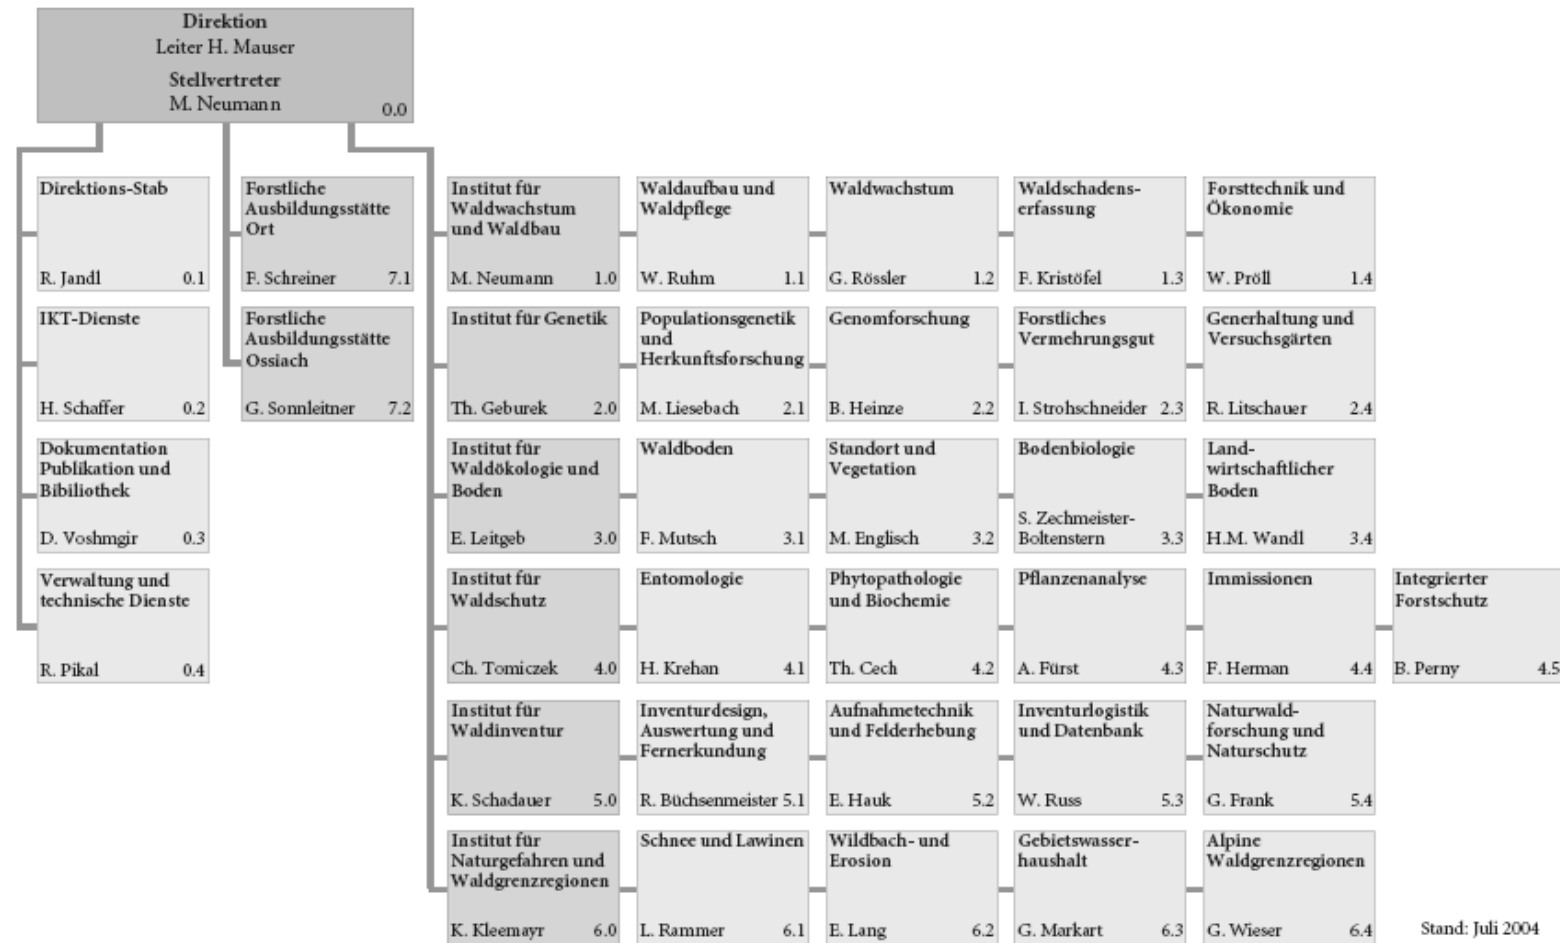 Direktion
Leiter H. Mauser
Stellvertreter
M. Neumann
0.0
Direktions-Stab
R. Jandl 0.1
IKT-Dienste
H. Schaffer 0.2
Dokumentation
Publikation und
Bibiliothek
D. Voshmgir 0.3
Verwaltung und
technische Dienste
R. Pikal 0.4
Forstliche
Ausbildungsstätte
Ort
F. Schreiner 7.1
Forstliche
Ausbildungsstätte
Ossiach
G. Sonnleitner 7.2
Institut für
Waldwachstum
und Waldbau
M. Neumann 1.0
Waldaufbau und
Waldpflege
W. Ruhm 1.1
Waldwachstum
G. Rössler 1.2
Waldschadens-
erfassung
F. Kristöfel 1.3
Forsttechnik und
Ökonomie
W. Pröll 1.4
Institut für Genetik
Th. Geburek 2.0
Populationsgenetik
und
Herkunftsforschung
M. Liesebach 2.1
Genomforschung
B. Heinze 2.2
Forstliches
Vermehrungsgut
I. Strohschneider 2.3
Generhaltung und
Versuchsgärten
R. Litschauer 2.4
Institut für
Waldökologie und
Boden
E. Leitgeb 3.0
Waldboden
F. Mutsch 3.1
Standort und
Vegetation
M. Englisch 3.2
Bodenbiologie
S. Zechmeister-
Boltenstern 3.3
Land-
wirtschaftlicher
Boden
H.M. Wandl 3.4
Institut für
Waldschutz
Ch. Tomiczek 4.0
Entomologie
H. Krehan 4.1
Phytopathologie
und Biochemie
Th. Cech 4.2
Pflanzenanalyse
A. Fürst 4.3
Immissionen
F. Herman 4.4
Integrierter
Forstschutz
B. Perny 4.5
Institut für
Waldinventur
K. Schadauer 5.0
Inventurdesign,
Auswertung und
Fernerkundung
R. Büchsenmeister 5.1
Aufnahmetechnik
und Felderhebung
E. Hauk 5.2
Inventurlogistik
und Datenbank
W. Russ 5.3
Naturwald-
forschung und
Naturschutz
G. Frank 5.4
Institut für
Naturgefahren und
Waldgrenzregionen
K. Kleemayr 6.0
Schnee und Lawinen
L. Rammer 6.1
Wildbach- und
Erosion
E. Lang 6.2
Gebietswasser-
haushalt
G. Markart 6.3
Alpine
Waldgrenzregionen
G. Wieser 6.4
Stand: Juli 2004